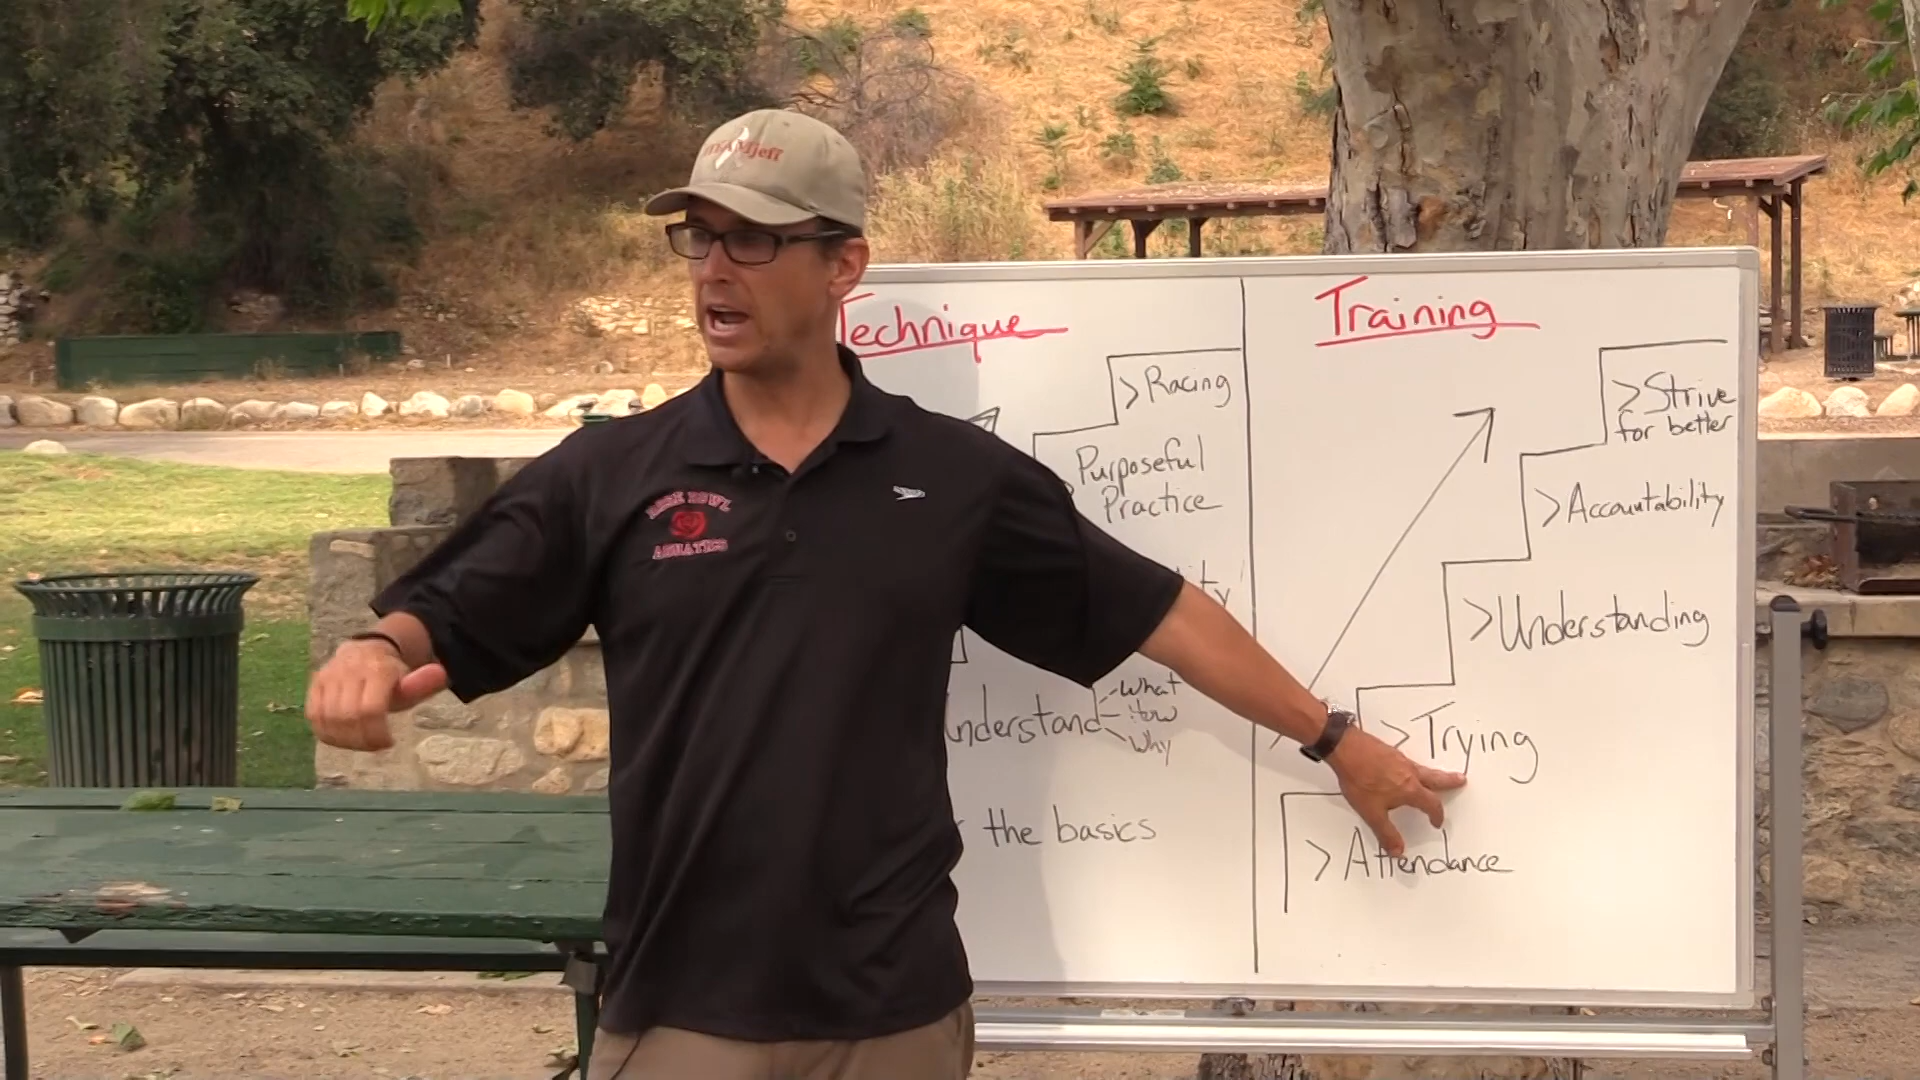 jeff
ROSE BOWL
AQUATICS
Technique
> Racing
Purposeful
Practice
What
How
Why
the basics
Training
> Strive
for better
> Accountability
> Understanding
> Trying
> Attendance